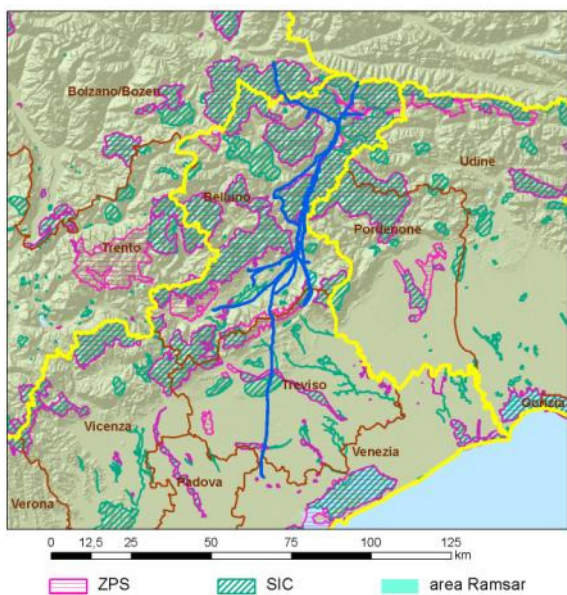 Bolzano/Bozen
Udine
Belluno
Pordenone
Trento
Treviso
Gorizia
Vicenza
Venezia
Padova
Verona
0 12,5 25 50 75 100 125
km
ZPS SIC area Ramsar